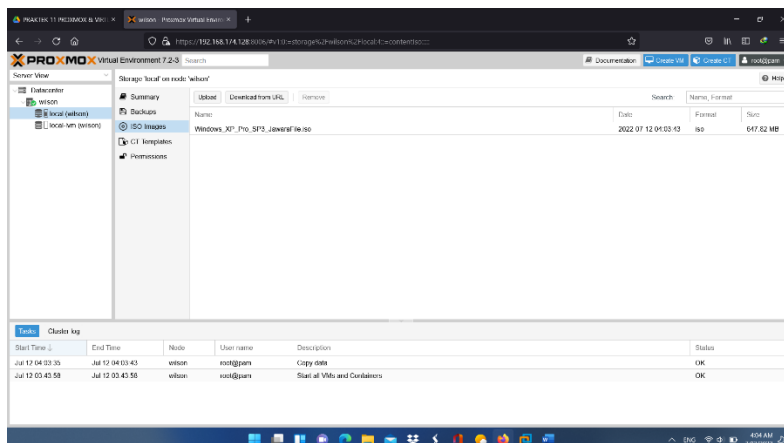 PRAKTEK 11 PROXMOX & VIRT
wilson - Proxmox Virtual Enviro
https://192.168.174.128:8006/#v1:0:=storage%2Fwilson%2Flocal:4:=contentIso:::::
PROXMOX Virtual Environment 7.2-3 Search
Documentation Create VM Create CT root@pam
Server View
Storage 'local' on node 'wilson'
Help
Datacenter
wilson
local (wilson)
local-lvm (wilson)
Summary
Backups
ISO Images
CT Templates
Permissions
Upload Download from URL Remove Search: Name, Format
Name Date Format Size
Windows_XP_Pro_SP3_JawaraFile.iso 2022-07-12 04:03:43 iso 647.82 MB
Tasks Cluster log
Start Time End Time Node User name Description Status
Jul 12 04:03:35 Jul 12 04:03:43 wilson root@pam Copy data OK
Jul 12 03:43:58 Jul 12 03:43:58 wilson root@pam Start all VMs and Containers OK
ENG 4:04 AM